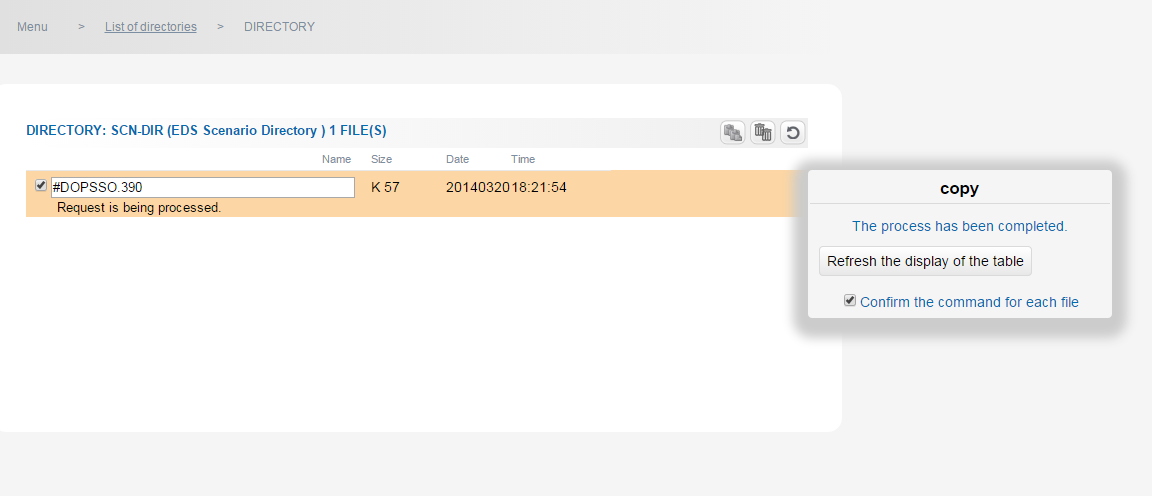 Menu > List of directories > DIRECTORY
DIRECTORY: SCN-DIR (EDS Scenario Directory ) 1 FILE(S)
Name Size Date Time
#DOPSSO.390 K 57 2014032018:21:54
Request is being processed.
copy
The process has been completed.
Refresh the display of the table
Confirm the command for each file